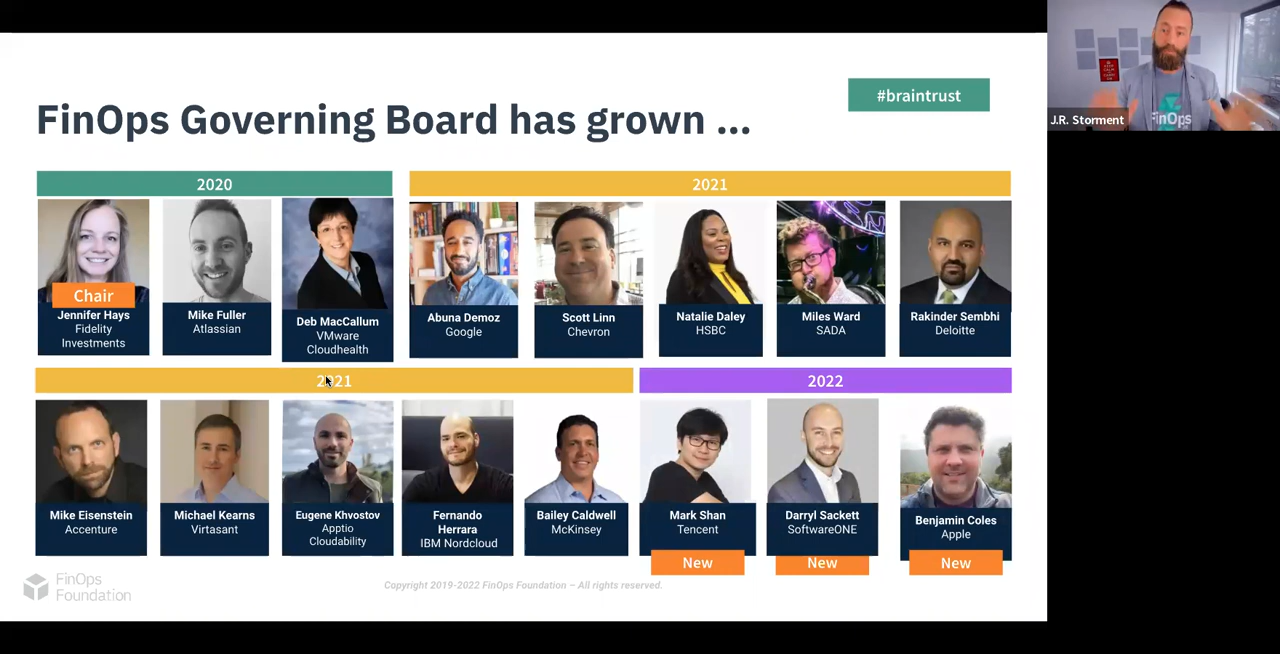 #braintrust
FinOps Governing Board has grown ...
J.R. Storment
FinOps
2020
2021
Chair
Jennifer Hays
Fidelity
Investments
Mike Fuller
Atlassian
Deb MacCallum
VMware
Cloudhealth
Abuna Demoz
Google
Scott Linn
Chevron
Natalie Daley
HSBC
Miles Ward
SADA
Rakinder Sembhi
Deloitte
2021
2022
Mike Eisenstein
Accenture
Michael Kearns
Virtasant
Eugene Khvostov
Apptio
Cloudability
Fernando
Herrara
IBM Nordcloud
Bailey Caldwell
McKinsey
Mark Shan
Tencent
New
Darryl Sackett
SoftwareONE
New
Benjamin Coles
Apple
New
FinOps
Foundation
Copyright 2019-2022 FinOps Foundation – All rights reserved.